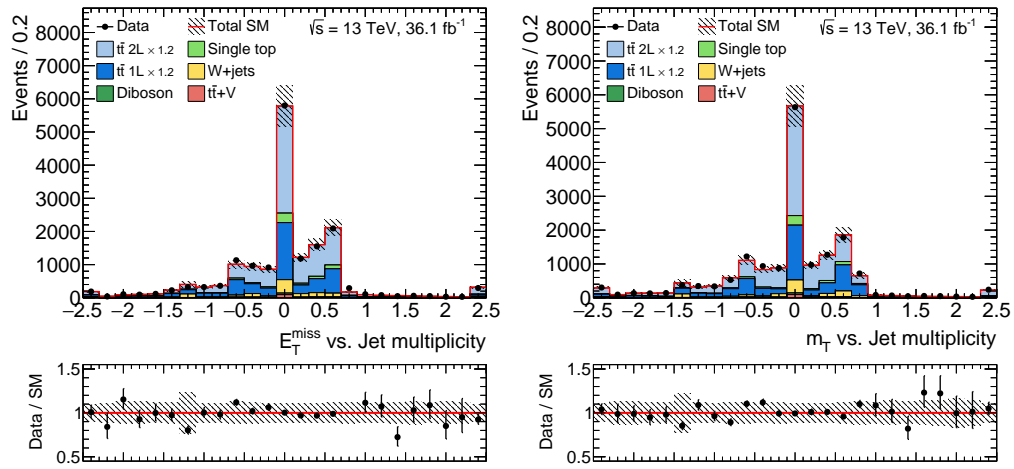 Data
Total SM
√s = 13 TeV, 36.1 fb⁻¹
tt̄ 2L × 1.2
Single top
tt̄ 1L × 1.2
W+jets
Diboson
tt̄+V
Events / 0.2
8000
7000
6000
5000
4000
3000
2000
1000
0
−2.5 −2 −1.5 −1 −0.5 0 0.5 1 1.5 2 2.5
E_T^miss vs. Jet multiplicity
Data / SM
1.5
1
0.5
Data
Total SM
√s = 13 TeV, 36.1 fb⁻¹
tt̄ 2L × 1.2
Single top
tt̄ 1L × 1.2
W+jets
Diboson
tt̄+V
Events / 0.2
8000
7000
6000
5000
4000
3000
2000
1000
0
−2.5 −2 −1.5 −1 −0.5 0 0.5 1 1.5 2 2.5
m_T vs. Jet multiplicity
Data / SM
1.5
1
0.5